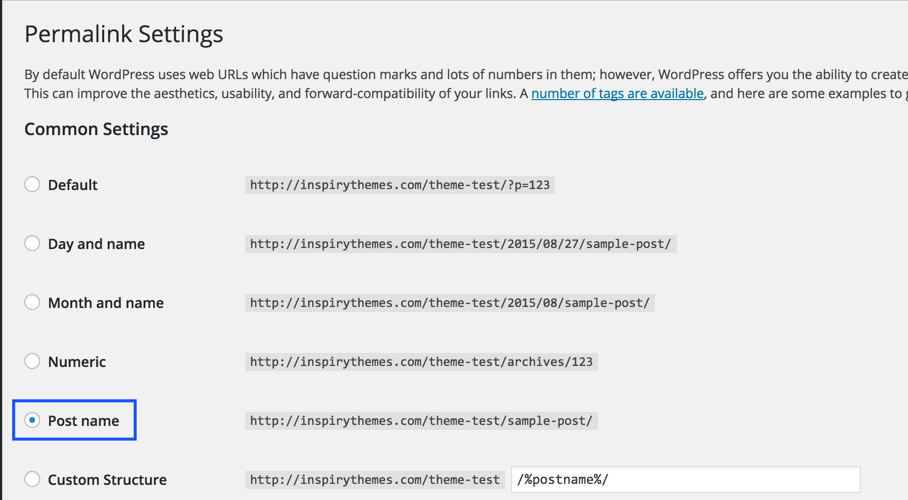 Permalink Settings
By default WordPress uses web URLs which have question marks and lots of numbers in them; however, WordPress offers you the ability to create
This can improve the aesthetics, usability, and forward-compatibility of your links. A number of tags are available, and here are some examples to
Common Settings
Default http://inspirythemes.com/theme-test/?p=123
Day and name http://inspirythemes.com/theme-test/2015/08/27/sample-post/
Month and name http://inspirythemes.com/theme-test/2015/08/sample-post/
Numeric http://inspirythemes.com/theme-test/archives/123
Post name http://inspirythemes.com/theme-test/sample-post/
Custom Structure http://inspirythemes.com/theme-test /%postname%/